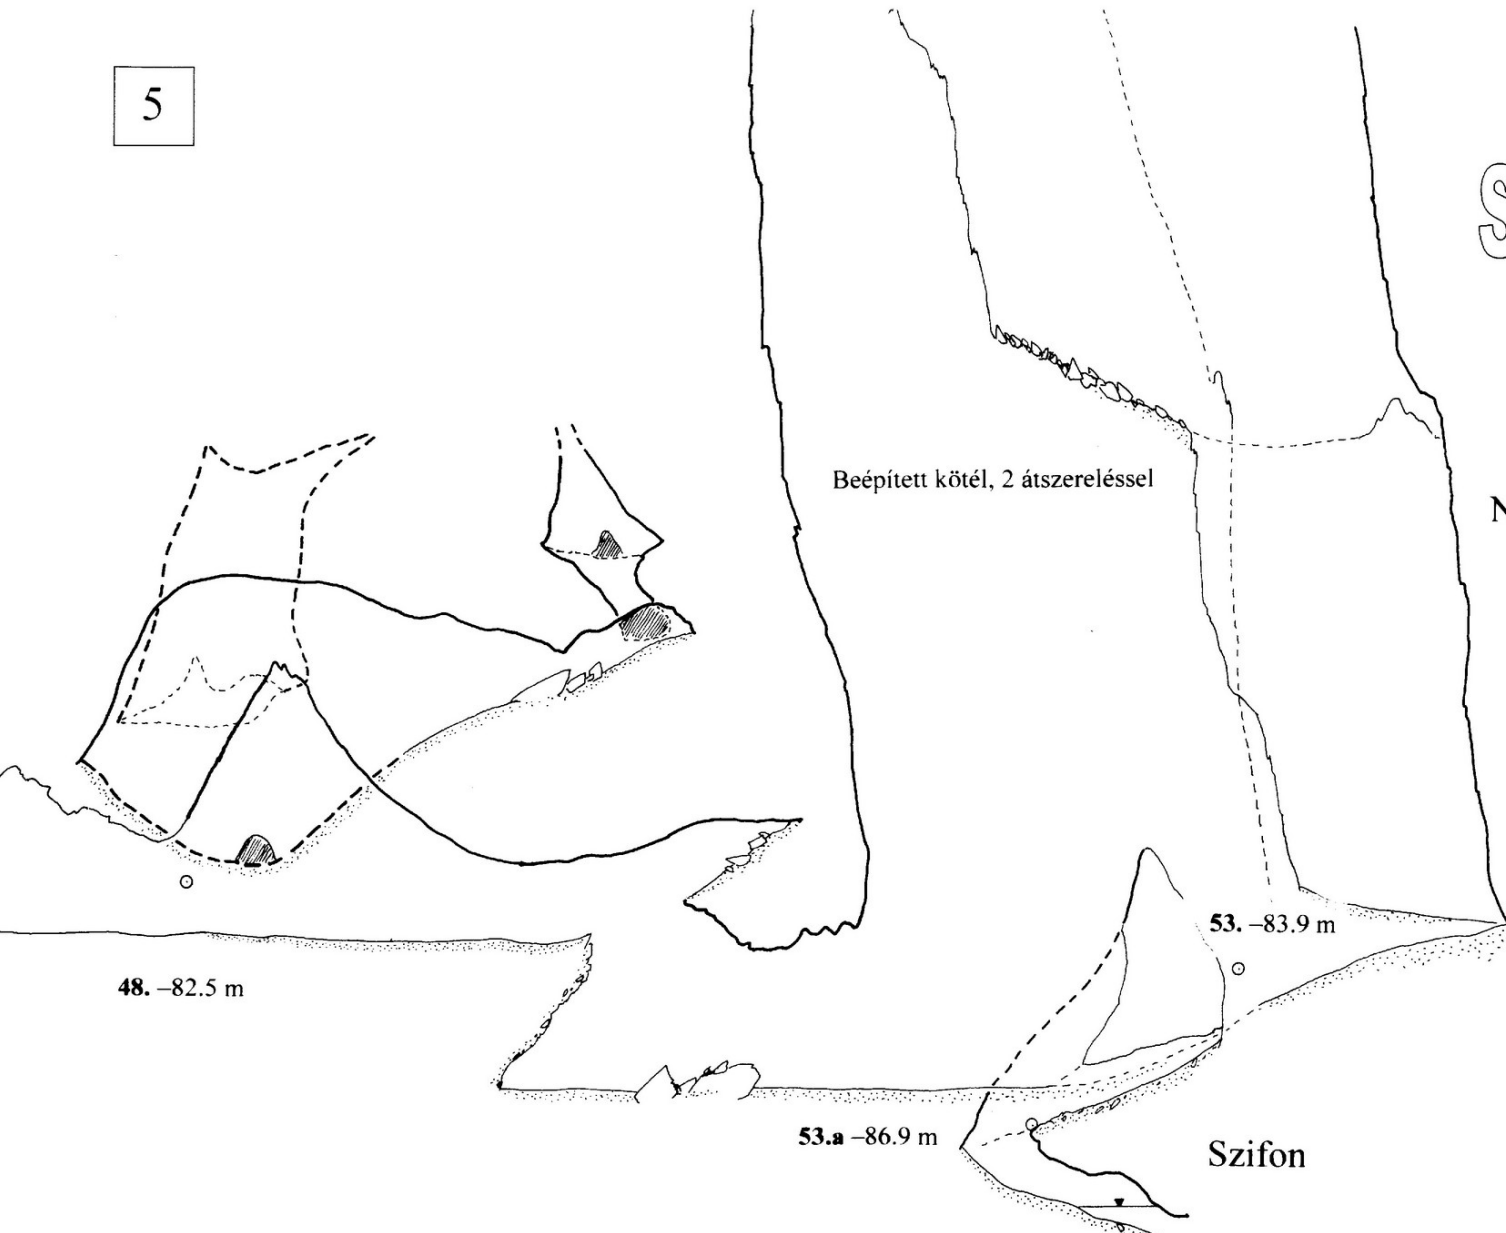 5
S
Beépített kötél, 2 átszereléssel
N
53. –83.9 m
48. –82.5 m
53.a –86.9 m
Szifon